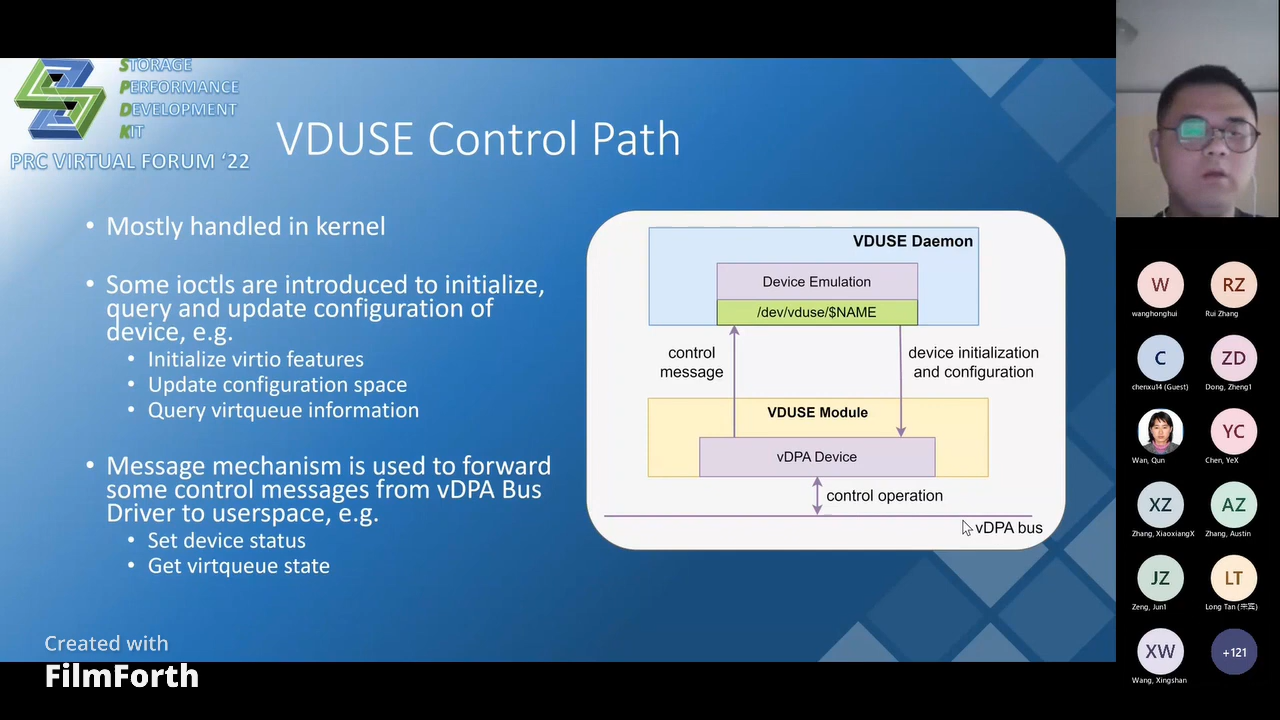 STORAGE
PERFORMANCE
DEVELOPMENT
KIT
PRC VIRTUAL FORUM ‘22
VDUSE Control Path
• Mostly handled in kernel
• Some ioctls are introduced to initialize,
query and update configuration of
device, e.g.
• Initialize virtio features
• Update configuration space
• Query virtqueue information
• Message mechanism is used to forward
some control messages from vDPA Bus
Driver to userspace, e.g.
• Set device status
• Get virtqueue state
VDUSE Daemon
Device Emulation
/dev/vduse/$NAME
control
message
device initialization
and configuration
VDUSE Module
vDPA Device
control operation
vDPA bus
Created with
FilmForth
W
wanghonghui
RZ
Rui Zhang
C
chenxu14 (Guest)
ZD
Dong, Zheng1
Wan, Qun
YC
Chen, YeX
XZ
Zhang, XiaoxiangX
AZ
Zhang, Austin
JZ
Zeng, Jun1
LT
Long Tan (宋宾)
XW
Wang, Xingshan
+121